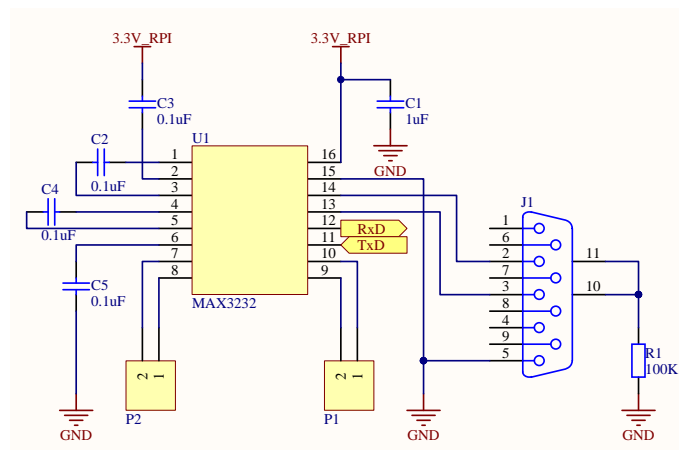 3.3V_RPI 3.3V_RPI
C3
0.1uF
C1
1uF
GND
U1
C2
0.1uF
C4
0.1uF
C5
0.1uF
GND
1
2
3
4
5
6
7
8
16
15
14
13
12
11
10
9
RxD
TxD
MAX3232
2 1
P2
2 1
P1
GND
J1
1
6
2
7
3
8
4
9
5
11
10
R1
100K
GND